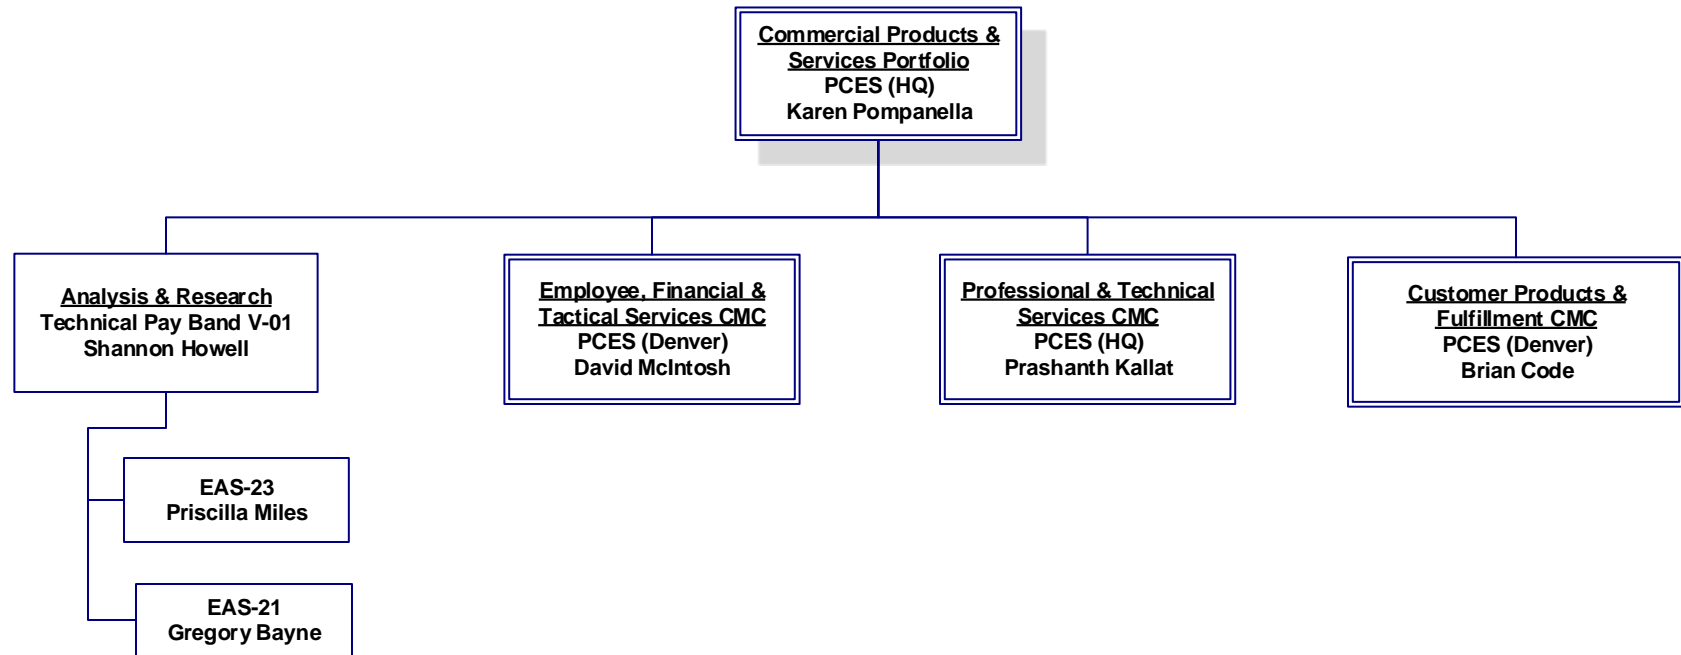 Commercial Products &
Services Portfolio
PCES (HQ)
Karen Pompanella
Analysis & Research
Technical Pay Band V-01
Shannon Howell
Employee, Financial &
Tactical Services CMC
PCES (Denver)
David McIntosh
Professional & Technical
Services CMC
PCES (HQ)
Prashanth Kallat
Customer Products &
Fulfillment CMC
PCES (Denver)
Brian Code
EAS-23
Priscilla Miles
EAS-21
Gregory Bayne